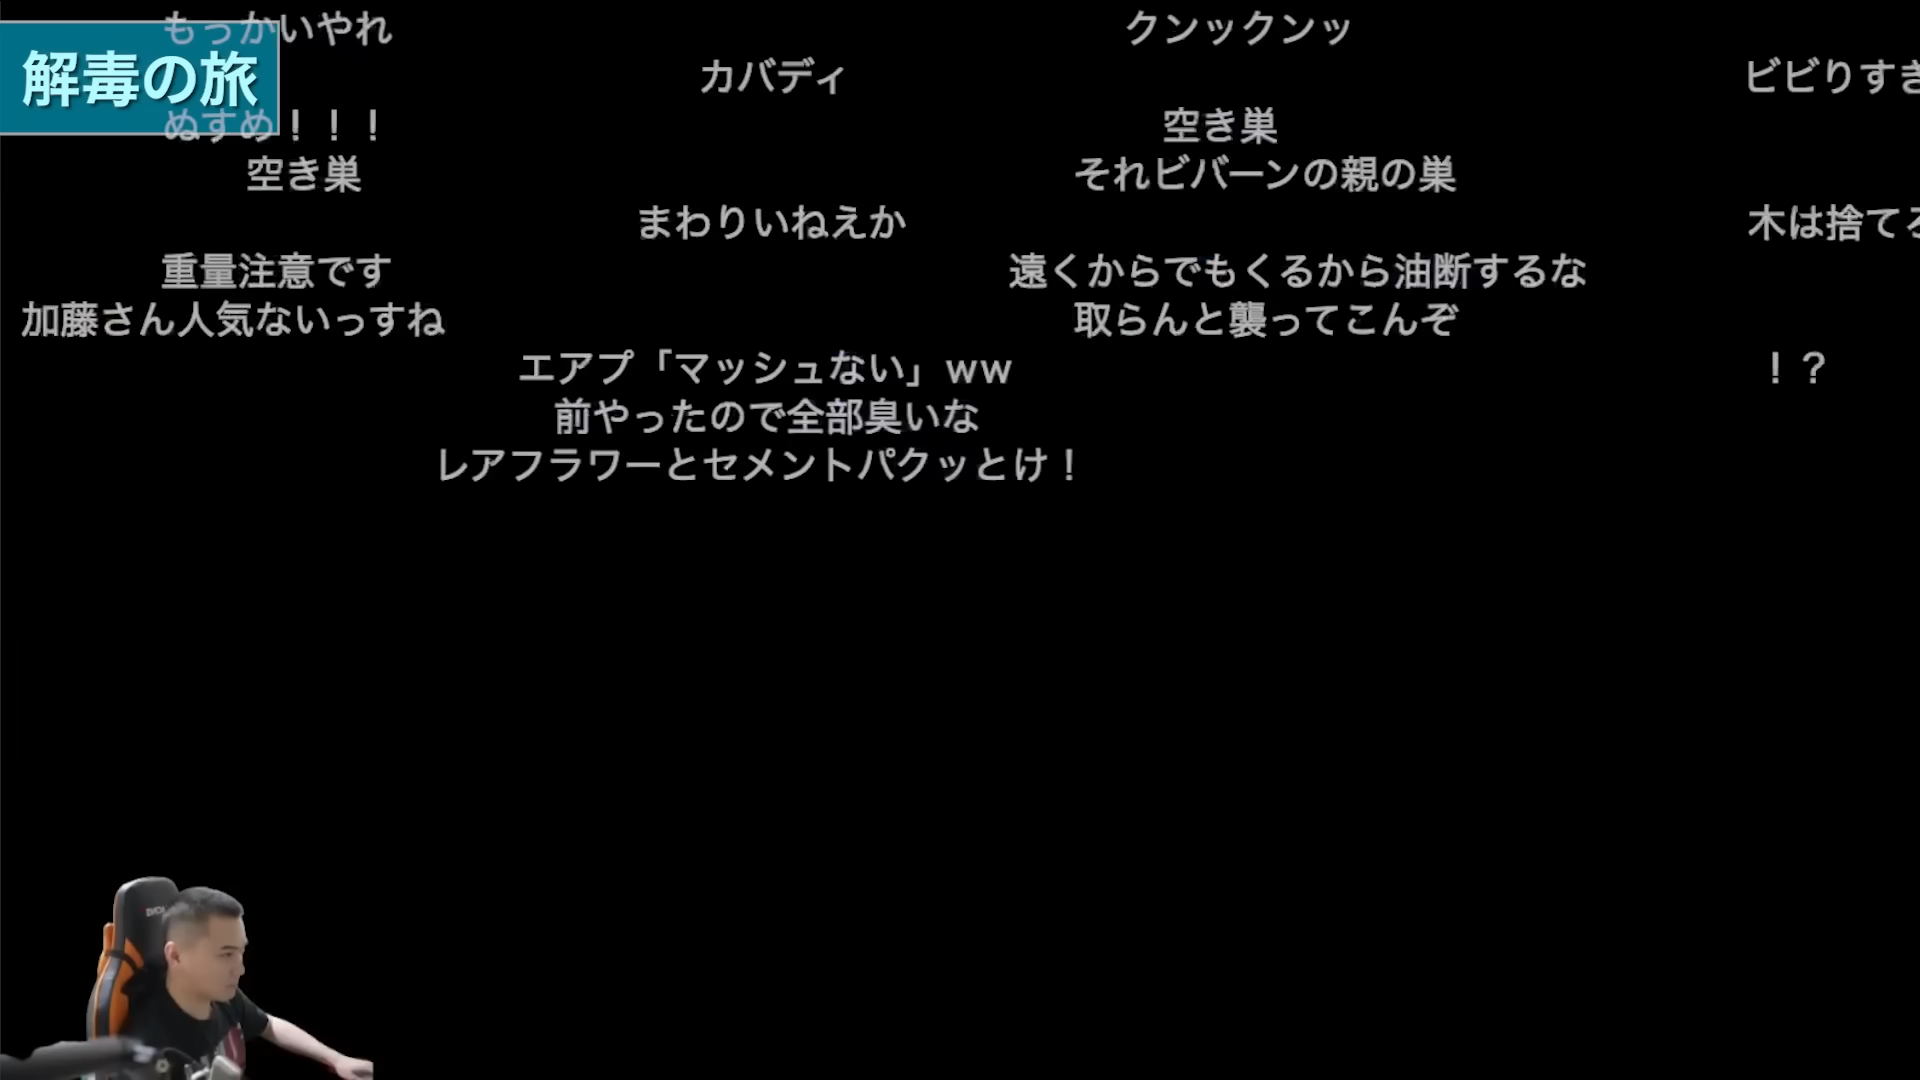 もっかいやれ
クンックンッ
解毒の旅
カバディ
ビビりすぎ
ぬすめ！！！
空き巣
空き巣
それビバーンの親の巣
まわりいねえか
木は捨てろ
重量注意です
遠くからでもくるから油断するな
加藤さん人気ないっすね
取らんと襲ってこんぞ
エアプ「マッシュない」ww
！？
前やったので全部臭いな
レアフラワーとセメントパクッとけ！